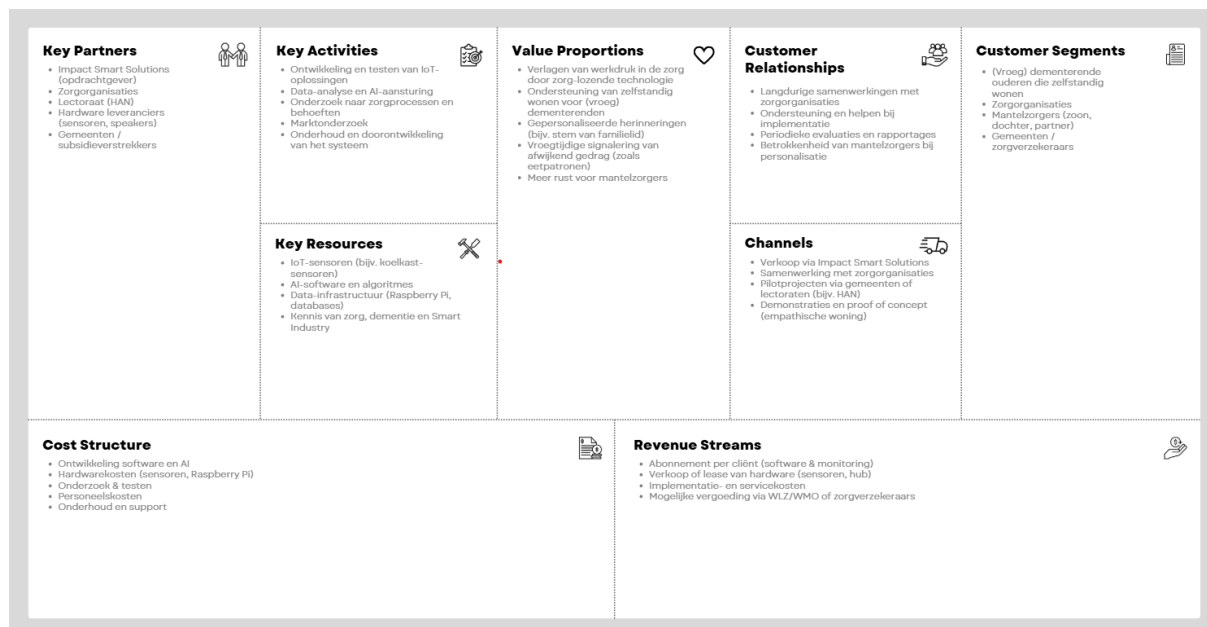 Key Partners
• Impact Smart Solutions
(opdrachtgever)
• Zorgorganisaties
• Lectoraat (HAN)
• Hardware leveranciers
(sensoren, speakers)
• Gemeenten /
subsidieverstrekkers
Key Activities
• Ontwikkeling en testen van IoT-
oplossingen
• Data-analyse en AI-aansturing
• Onderzoek naar zorgprocessen en
behoeften
• Marktonderzoek
• Onderhoud en doorontwikkeling
van het systeem
Key Resources
• IoT-sensoren (bijv. koelkast-
sensoren)
• AI-software en algoritmes
• Data-infrastructuur (Raspberry Pi,
databases)
• Kennis van zorg, dementie en Smart
Industry
Value Proportions
• Verlagen van werkdruk in de zorg
door zorg-lozende technologie
• Ondersteuning van zelfstandig
wonen voor (vroeg)
dementerenden
• Gepersonaliseerde herinneringen
(bijv. stem van familielid)
• Vroegtijdige signalering van
afwijkend gedrag (zoals
eetpatronen)
• Meer rust voor mantelzorgers
Customer
Relationships
• Langdurige samenwerkingen met
zorgorganisaties
• Ondersteuning en helpen bij
implementatie
• Periodieke evaluaties en rapportages
• Betrokkenheid van mantelzorgers bij
personalisatie
Channels
• Verkoop via Impact Smart Solutions
• Samenwerking met zorgorganisaties
• Pilotprojecten via gemeenten of
lectoraten (bijv. HAN)
• Demonstraties en proof of concept
(empathische woning)
Customer Segments
• (Vroeg) dementerende
ouderen die zelfstandig
wonen
• Zorgorganisaties
• Mantelzorgers (zoon,
dochter, partner)
• Gemeenten /
zorgverzekeraars
Cost Structure
• Ontwikkeling software en AI
• Hardwarekosten (sensoren, Raspberry Pi)
• Onderzoek & testen
• Personeelskosten
• Onderhoud en support
Revenue Streams
• Abonnement per cliënt (software & monitoring)
• Verkoop of lease van hardware (sensoren, hub)
• Implementatie- en servicekosten
• Mogelijke vergoeding via WLZ/WMO of zorgverzekeraars